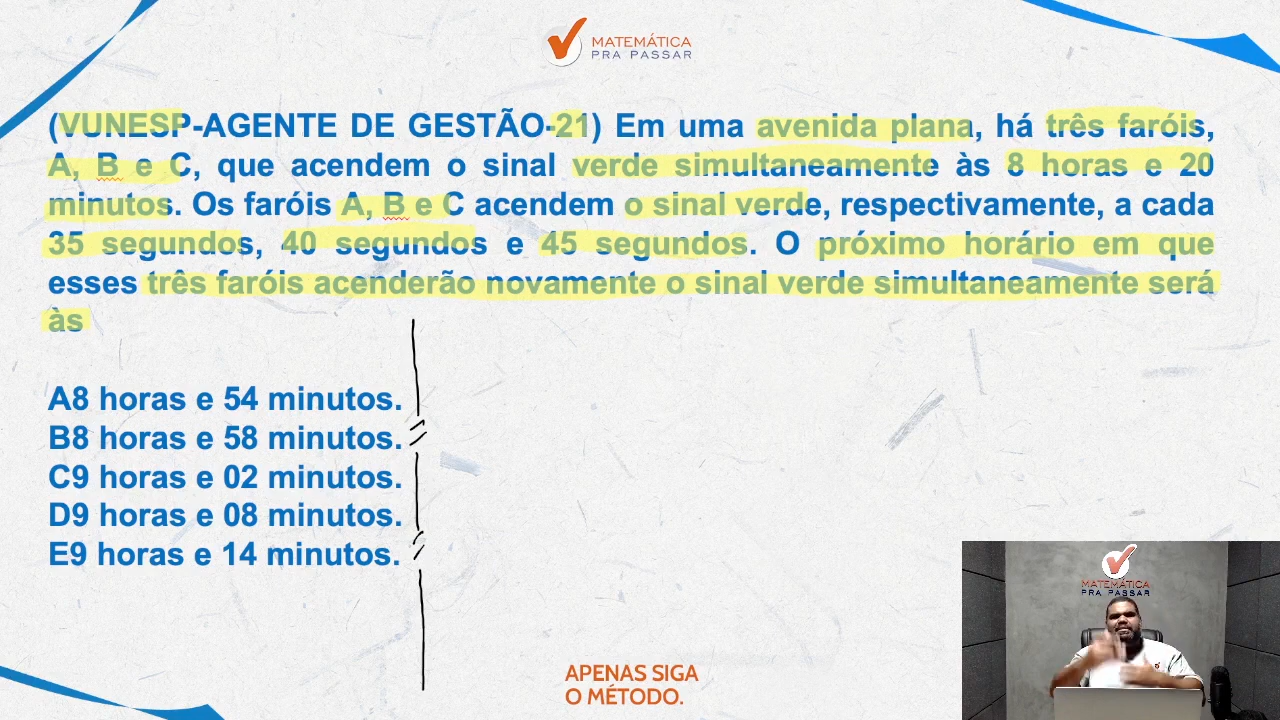 MATEMÁTICA
PRA PASSAR
(VUNESP-AGENTE DE GESTÃO-21) Em uma avenida plana, há três faróis,
A, B e C, que acendem o sinal verde simultaneamente às 8 horas e 20
minutos. Os faróis A, B e C acendem o sinal verde, respectivamente, a cada
35 segundos, 40 segundos e 45 segundos. O próximo horário em que
esses três faróis acenderão novamente o sinal verde simultaneamente será
às
A8 horas e 54 minutos.
B8 horas e 58 minutos.
C9 horas e 02 minutos.
D9 horas e 08 minutos.
E9 horas e 14 minutos.
MATEMÁTICA
PRA PASSAR
APENAS SIGA
O MÉTODO.